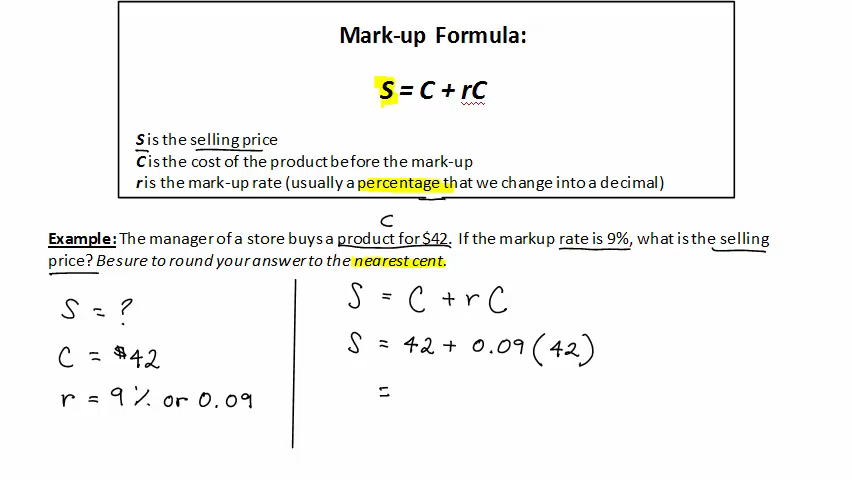 Mark-up Formula:
S = C + rC
S is the selling price
C is the cost of the product before the mark-up
r is the mark-up rate (usually a percentage that we change into a decimal)
C
Example: The manager of a store buys a product for $42. If the markup rate is 9%, what is the selling
price? Be sure to round your answer to the nearest cent.
S = ?
C = $42
r = 9% or 0.09
S = C + r C
S = 42 + 0.09 (42)
=